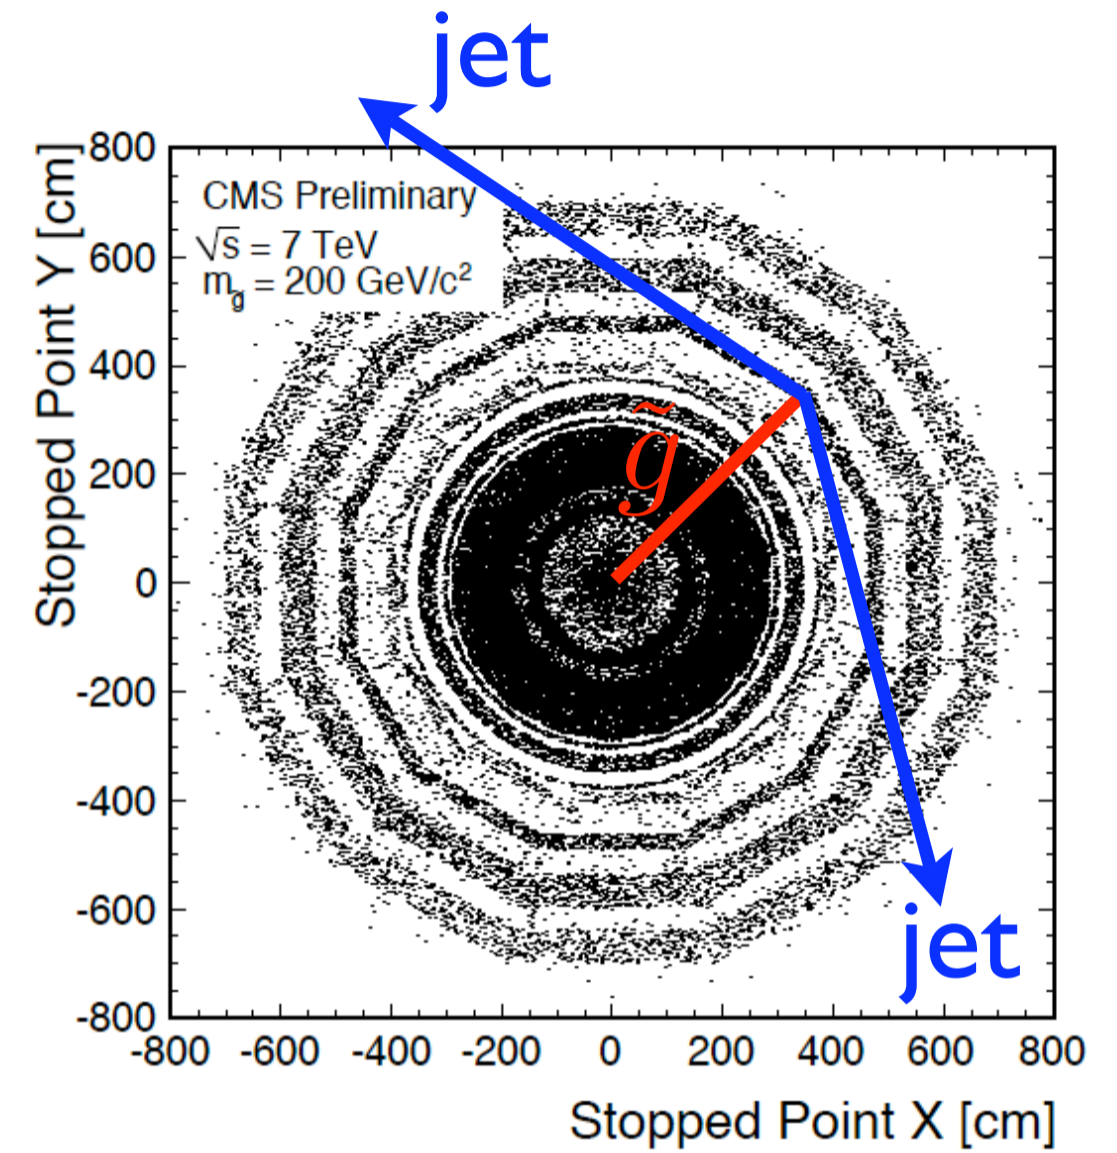 jet
CMS Preliminary
√s = 7 TeV
m_g = 200 GeV/c²
g̃
jet
Stopped Point Y [cm]
800
600
400
200
0
-200
-400
-600
-800
-800 -600 -400 -200 0 200 400 600 800
Stopped Point X [cm]